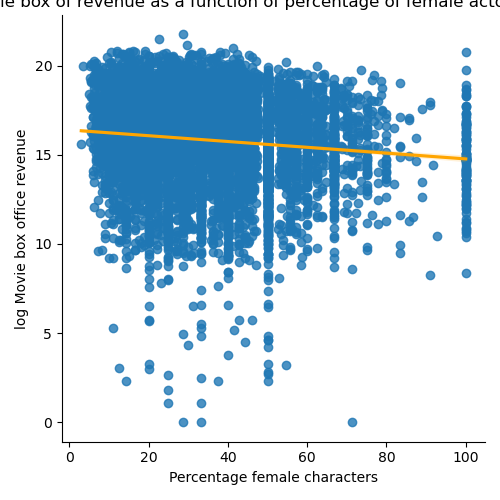 le box of revenue as a function of percentage of female acto
log Movie box office revenue
20
15
10
5
0
0 20 40 60 80 100
Percentage female characters